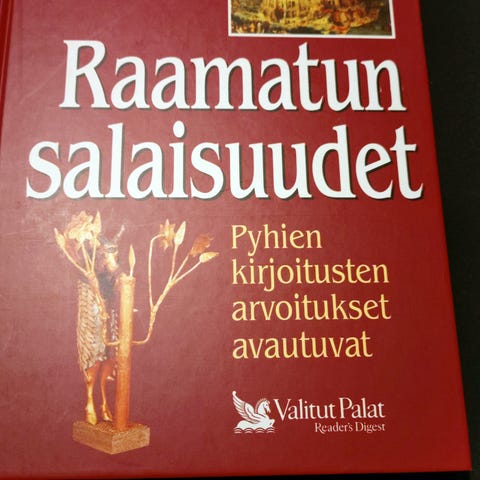 Raamatun
salaisuudet
Pyhien
kirjoitusten
arvoitukset
avautuvat
Valitut Palat
Reader's Digest